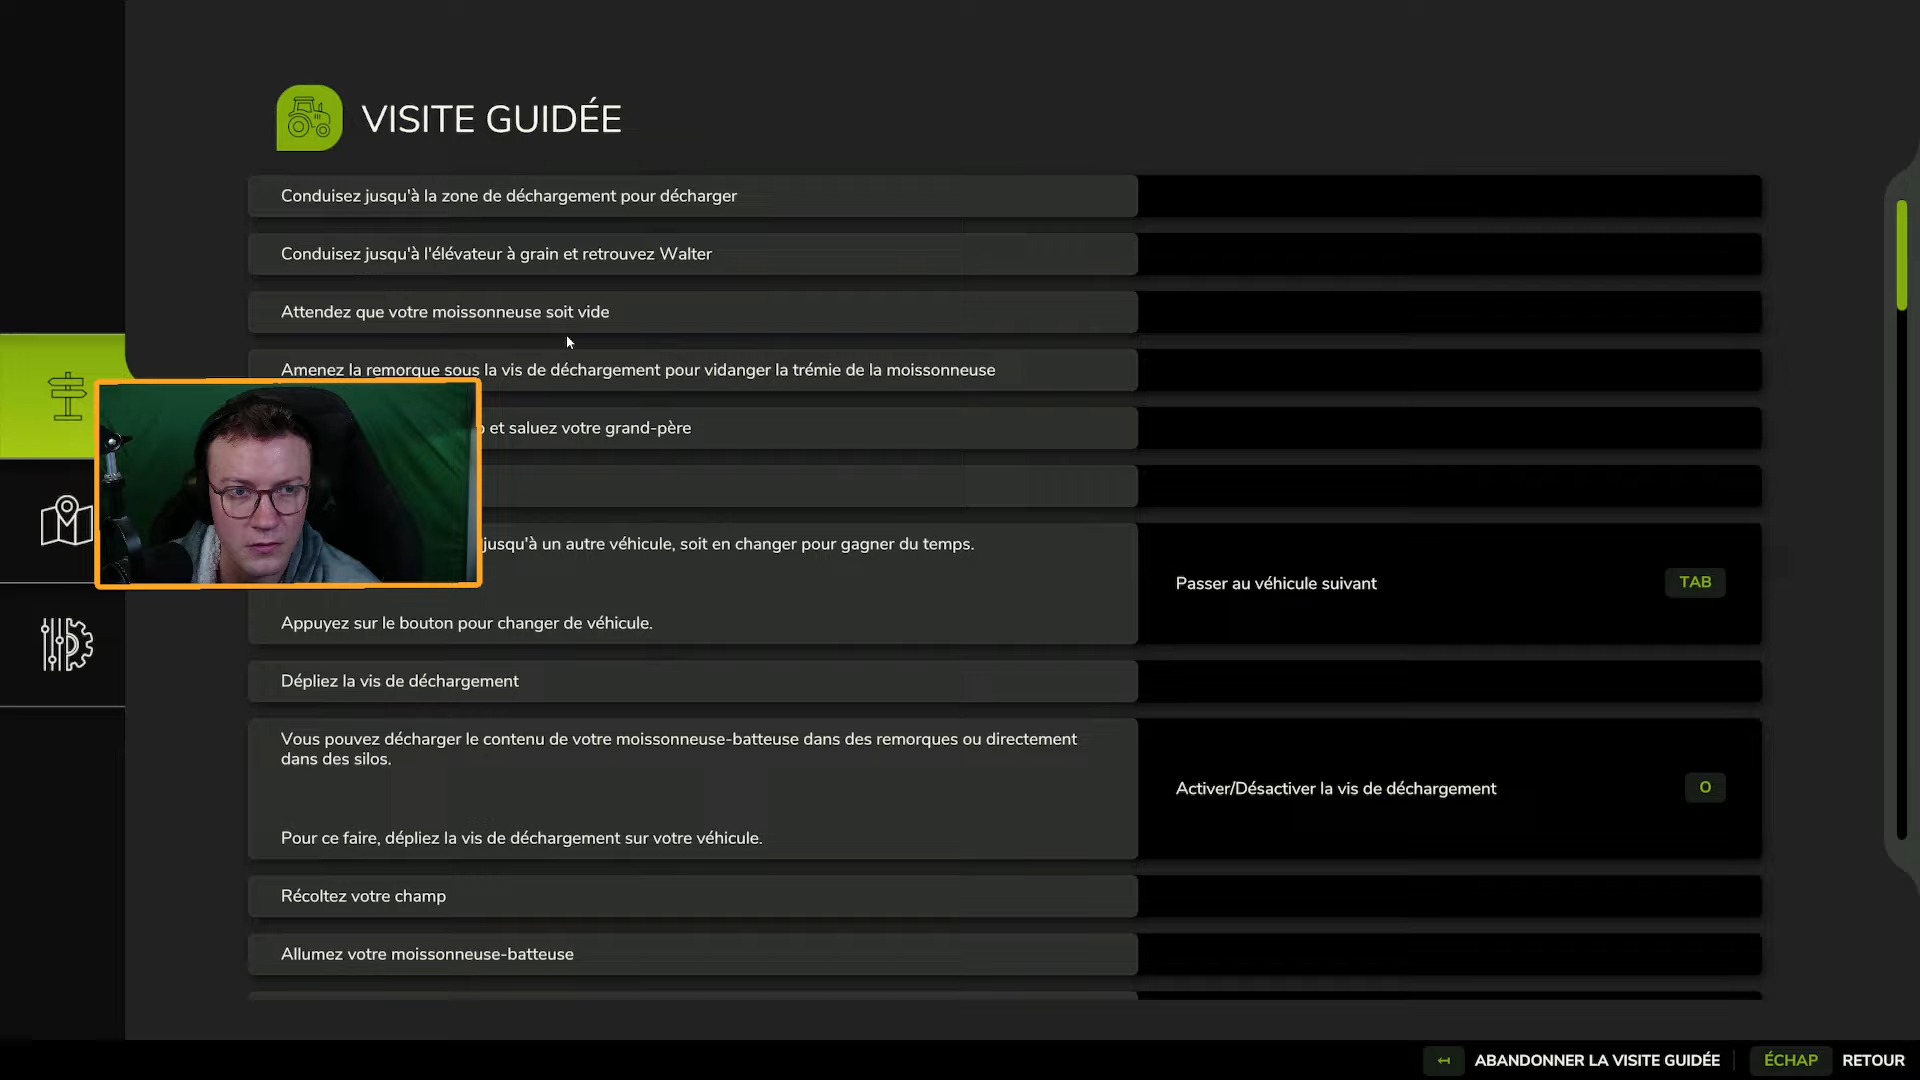 VISITE GUIDÉE
Conduisez jusqu'à la zone de déchargement pour décharger
Conduisez jusqu'à l'élévateur à grain et retrouvez Walter
Attendez que votre moissonneuse soit vide
Amenez la remorque sous la vis de déchargement pour vidanger la trémie de la moissonneuse
et saluez votre grand-père
jusqu'à un autre véhicule, soit en changer pour gagner du temps.
Appuyez sur le bouton pour changer de véhicule.
Passer au véhicule suivant TAB
Dépliez la vis de déchargement
Vous pouvez décharger le contenu de votre moissonneuse-batteuse dans des remorques ou directement
dans des silos.
Pour ce faire, dépliez la vis de déchargement sur votre véhicule.
Activer/Désactiver la vis de déchargement O
Récoltez votre champ
Allumez votre moissonneuse-batteuse
ABANDONNER LA VISITE GUIDÉE ÉCHAP RETOUR